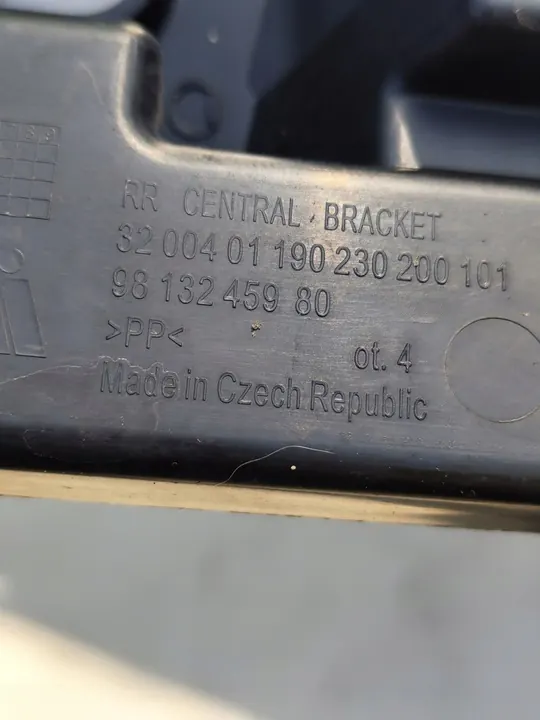 RR CENTRAL BRACKET
32 004 01 190 230 200 101
98 132 459 80
>PP<
ot. 4
Made in Czech Republic